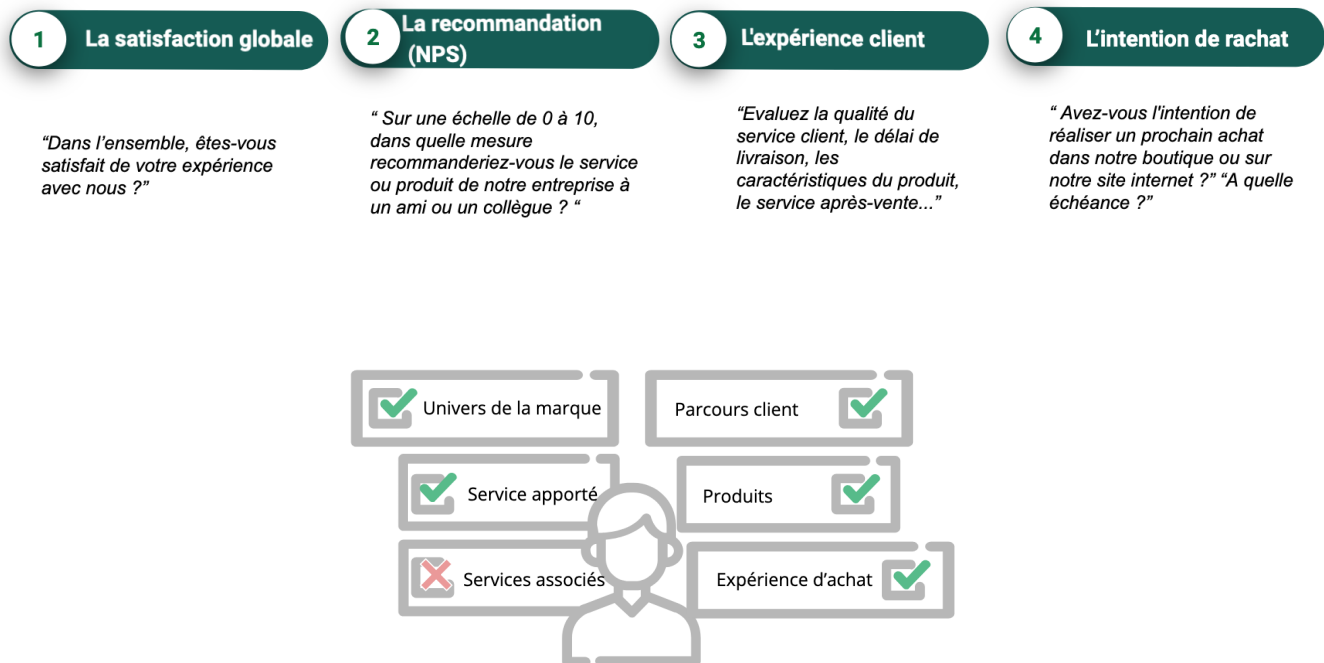 1
La satisfaction globale
2
La recommandation
(NPS)
3
L'expérience client
4
L’intention de rachat
“Dans l’ensemble, êtes-vous
satisfait de votre expérience
avec nous ?”
“ Sur une échelle de 0 à 10,
dans quelle mesure
recommanderiez-vous le service
ou produit de notre entreprise à
un ami ou un collègue ? “
“Evaluez la qualité du
service client, le délai de
livraison, les
caractéristiques du produit,
le service après-vente...”
“ Avez-vous l'intention de
réaliser un prochain achat
dans notre boutique ou sur
notre site internet ?” “A quelle
échéance ?”
Univers de la marque
Parcours client
Service apporté
Produits
Services associés
Expérience d’achat